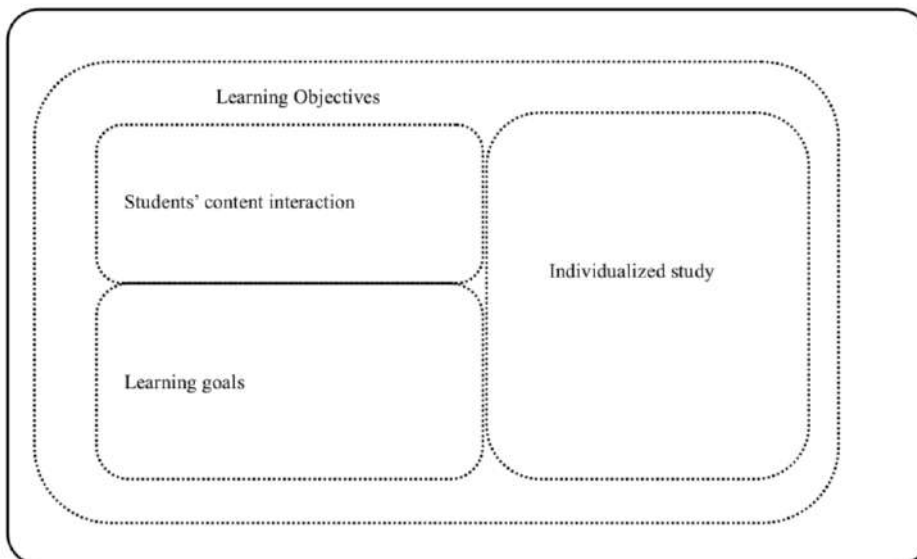 Learning Objectives
Students’ content interaction
Individualized study
Learning goals